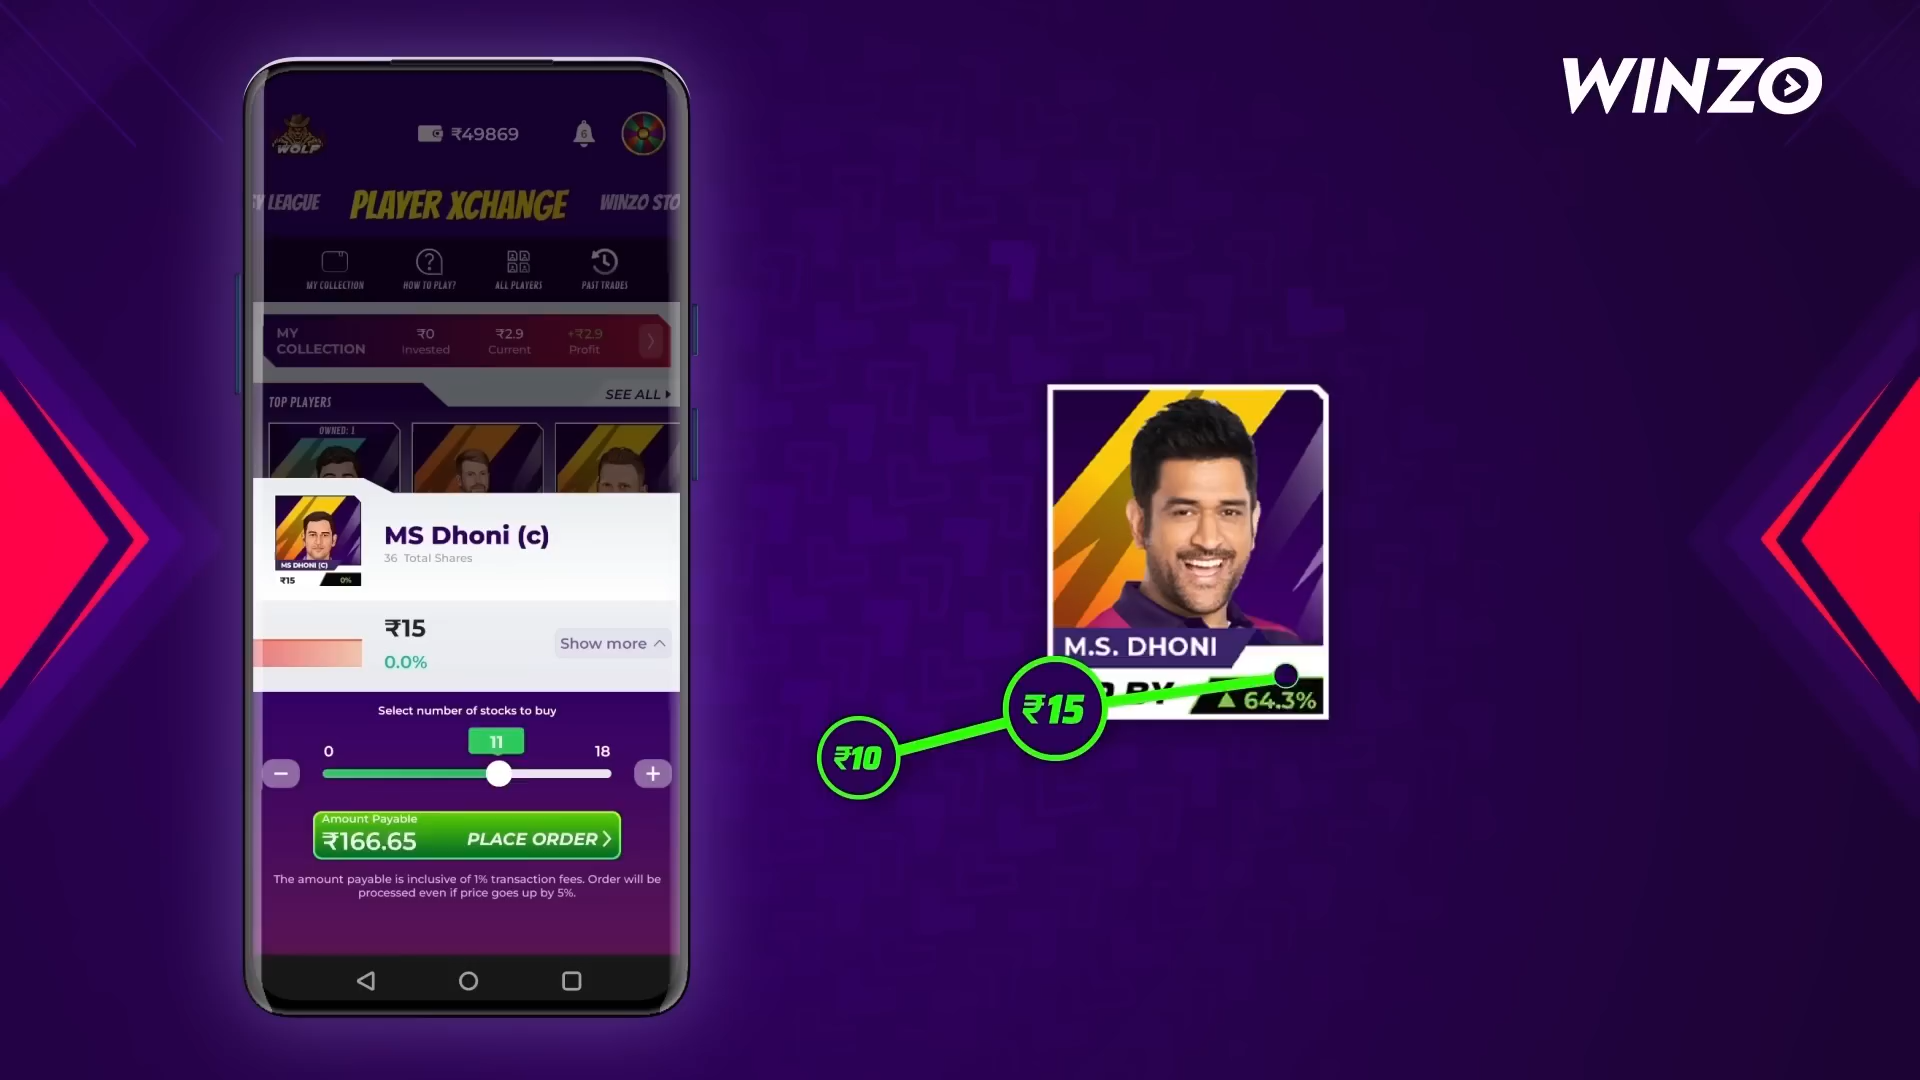 WINZO
WOLF
₹49869
6
Y LEAGUE
PLAYER XCHANGE
WINZO STO
MY COLLECTION
HOW TO PLAY?
ALL PLAYERS
PAST TRADES
MY COLLECTION
₹0
Invested
₹2.9
Current
+₹2.9
Profit
TOP PLAYERS
SEE ALL
OWNED: 1
MS DHONI (C)
₹15
0%
MS Dhoni (c)
36 Total Shares
₹15
0.0%
Show more
Select number of stocks to buy
0
11
18
Amount Payable
₹166.65
PLACE ORDER
The amount payable is inclusive of 1% transaction fees. Order will be
processed even if price goes up by 5%.
M.S. DHONI
BY
64.3%
₹15
₹10